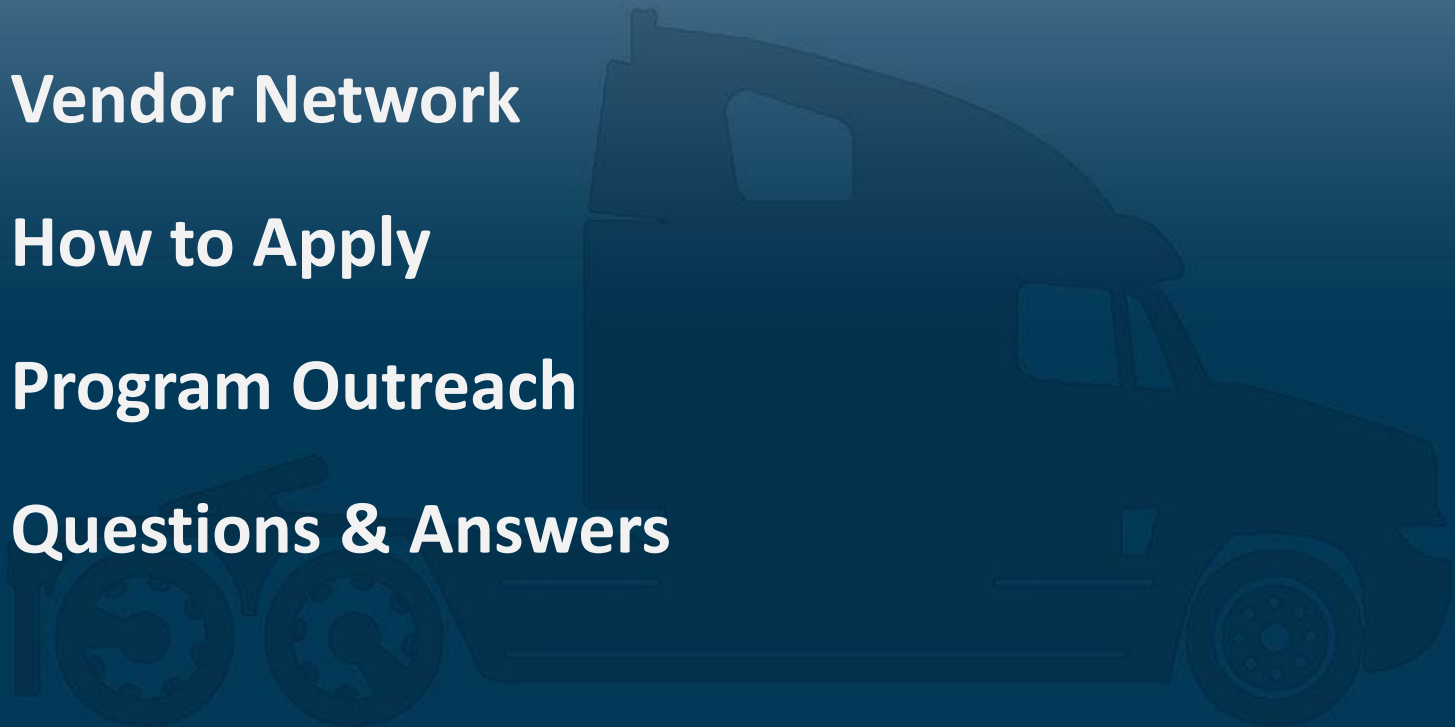 Vendor Network
How to Apply
Program Outreach
Questions & Answers